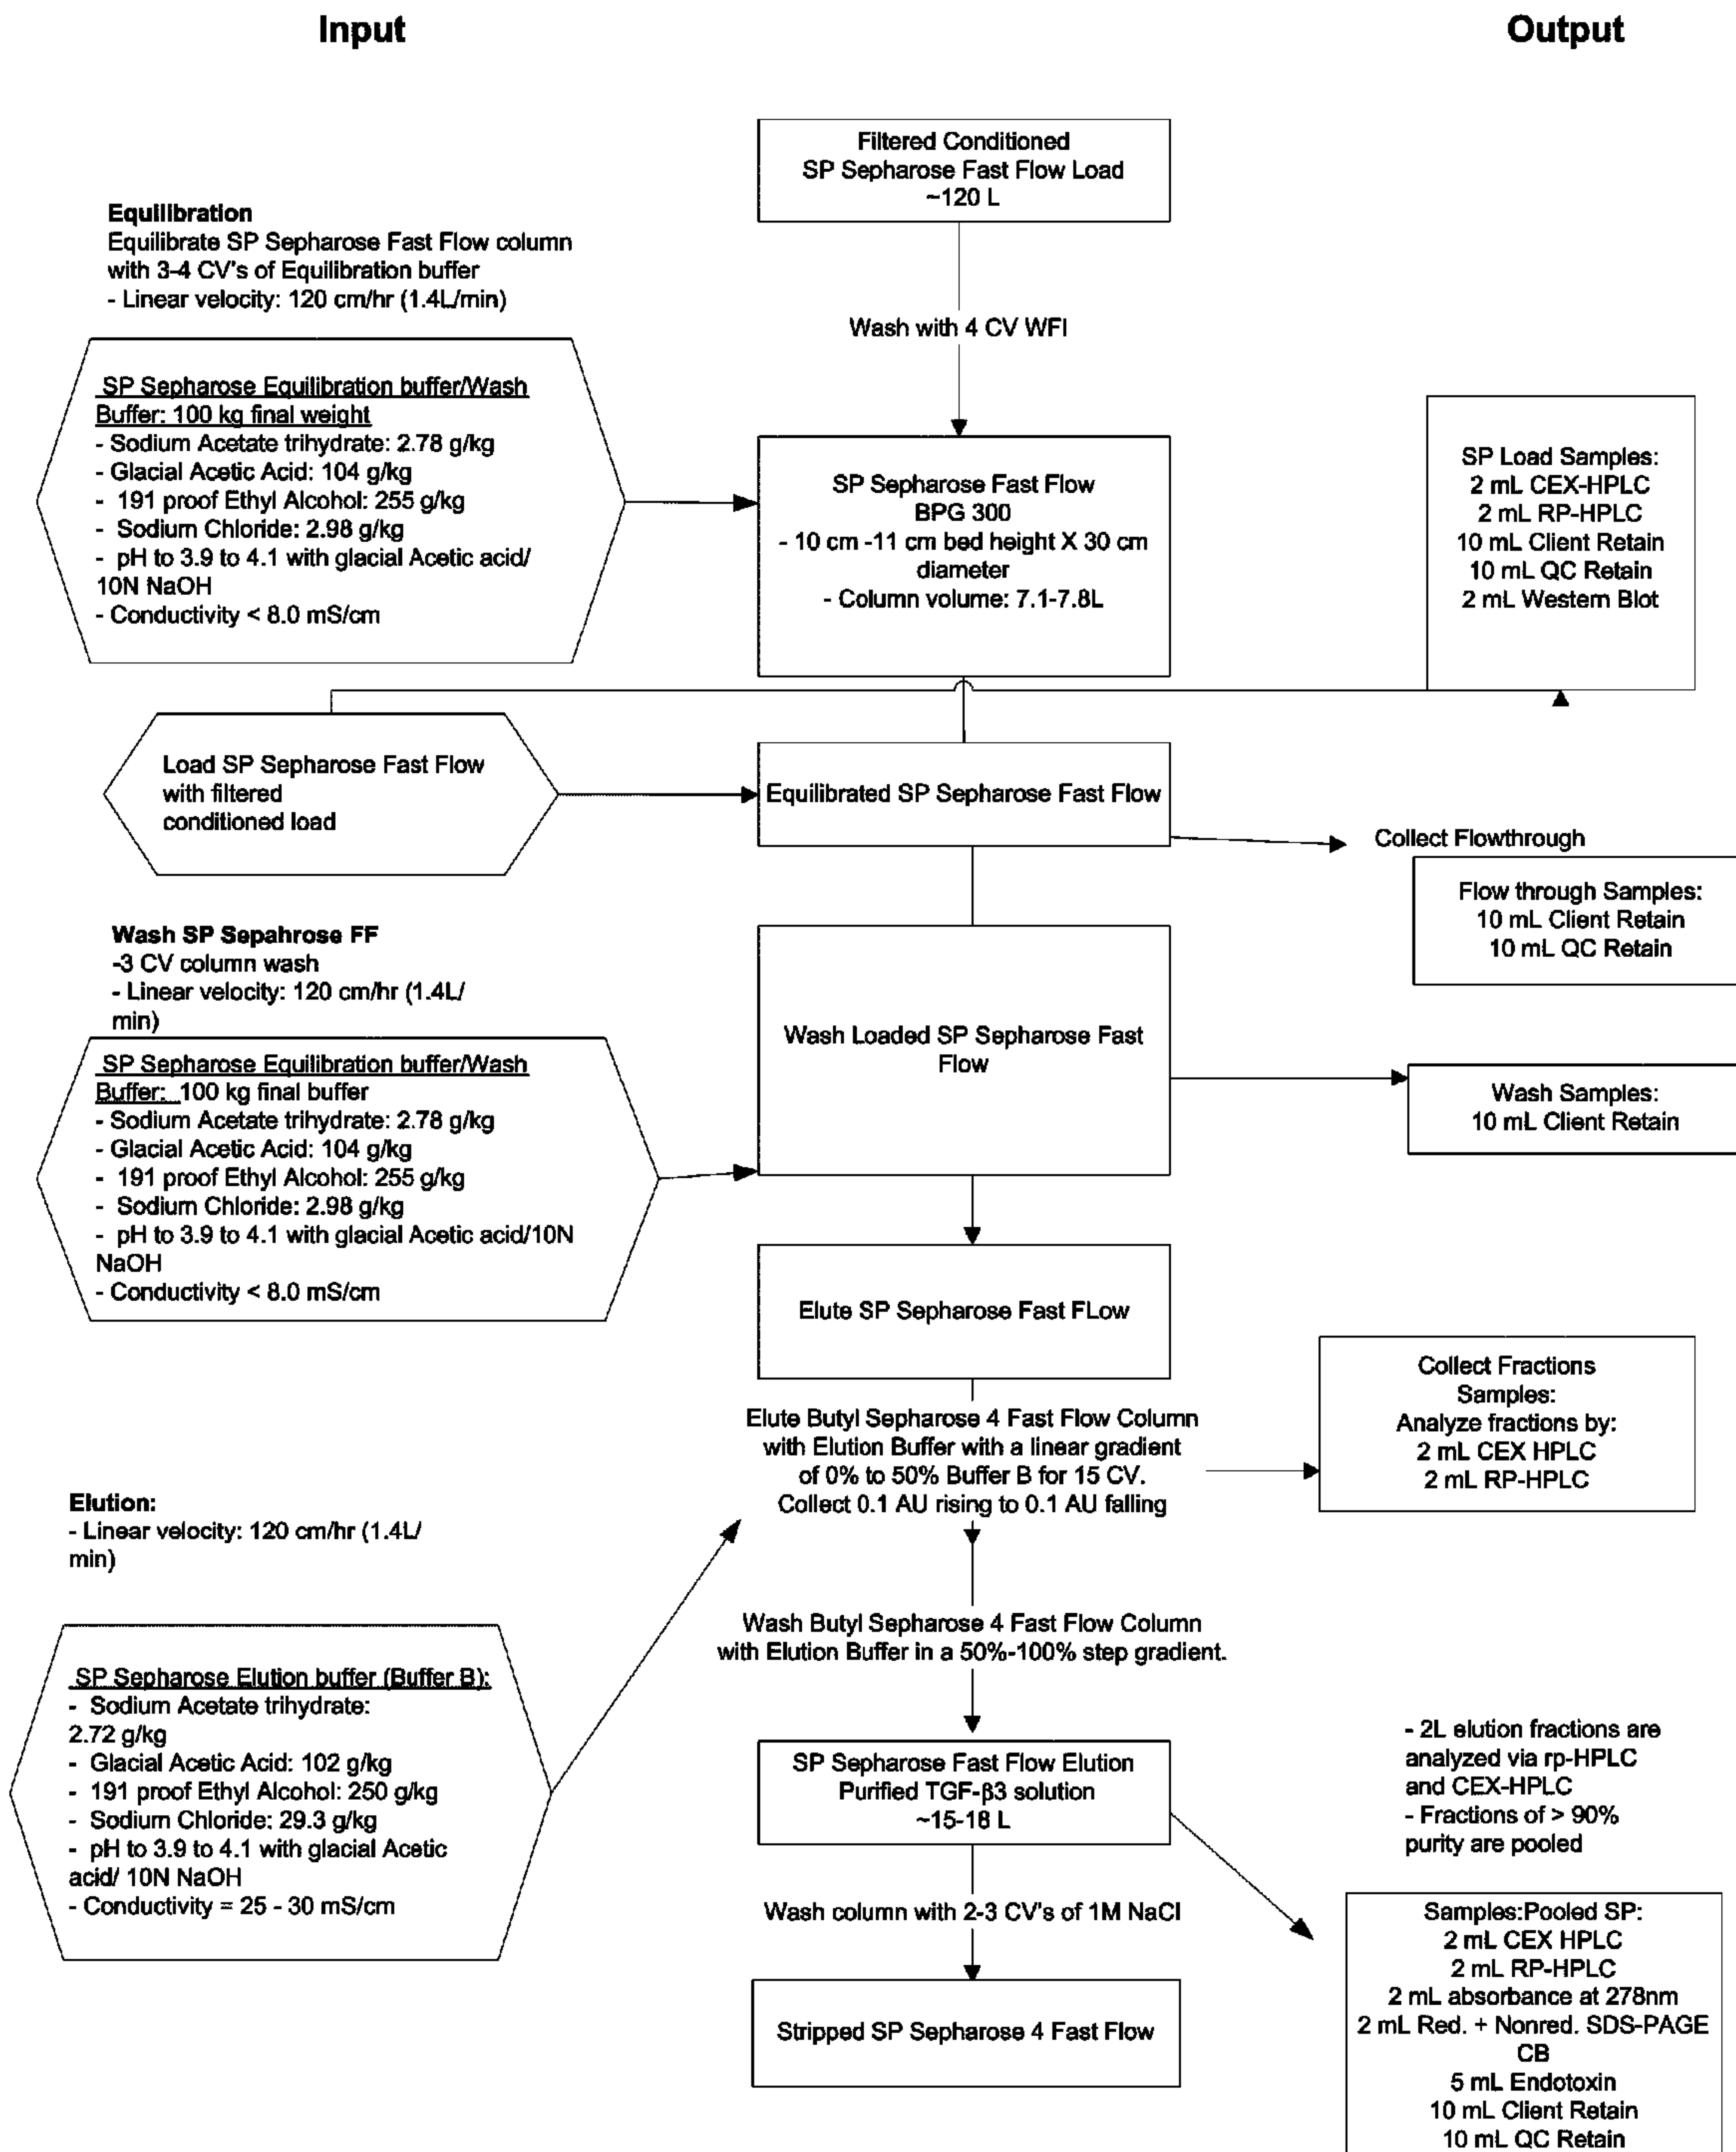 Input
Output
Filtered Conditioned
SP Sepharose Fast Flow Load
~120 L
Equilibration
Equilibrate SP Sepharose Fast Flow column
with 3-4 CV's of Equilibration buffer
- Linear velocity: 120 cm/hr (1.4L/min)
Wash with 4 CV WFI
SP Sepharose Equilibration buffer/Wash
Buffer: 100 kg final weight
- Sodium Acetate trihydrate: 2.78 g/kg
- Glacial Acetic Acid: 104 g/kg
- 191 proof Ethyl Alcohol: 255 g/kg
- Sodium Chloride: 2.98 g/kg
- pH to 3.9 to 4.1 with glacial Acetic acid/
10N NaOH
- Conductivity < 8.0 mS/cm
SP Sepharose Fast Flow
BPG 300
- 10 cm -11 cm bed height X 30 cm
diameter
- Column volume: 7.1-7.8L
SP Load Samples:
2 mL CEX-HPLC
2 mL RP-HPLC
10 mL Client Retain
10 mL QC Retain
2 mL Western Blot
Load SP Sepharose Fast Flow
with filtered
conditioned load
Equilibrated SP Sepharose Fast Flow
Collect Flowthrough
Flow through Samples:
10 mL Client Retain
10 mL QC Retain
Wash SP Sepahrose FF
-3 CV column wash
- Linear velocity: 120 cm/hr (1.4L/
min)
SP Sepharose Equilibration buffer/Wash
Buffer: 100 kg final buffer
- Sodium Acetate trihydrate: 2.78 g/kg
- Glacial Acetic Acid: 104 g/kg
- 191 proof Ethyl Alcohol: 255 g/kg
- Sodium Chloride: 2.98 g/kg
- pH to 3.9 to 4.1 with glacial Acetic acid/10N
NaOH
- Conductivity < 8.0 mS/cm
Wash Loaded SP Sepharose Fast
Flow
Wash Samples:
10 mL Client Retain
Elute SP Sepharose Fast FLow
Elute Butyl Sepharose 4 Fast Flow Column
with Elution Buffer with a linear gradient
of 0% to 50% Buffer B for 15 CV.
Collect 0.1 AU rising to 0.1 AU falling
Collect Fractions
Samples:
Analyze fractions by:
2 mL CEX HPLC
2 mL RP-HPLC
Elution:
- Linear velocity: 120 cm/hr (1.4L/
min)
Wash Butyl Sepharose 4 Fast Flow Column
with Elution Buffer in a 50%-100% step gradient.
SP Sepharose Elution buffer (Buffer B):
- Sodium Acetate trihydrate:
2.72 g/kg
- Glacial Acetic Acid: 102 g/kg
- 191 proof Ethyl Alcohol: 250 g/kg
- Sodium Chloride: 29.3 g/kg
- pH to 3.9 to 4.1 with glacial Acetic
acid/ 10N NaOH
- Conductivity = 25 - 30 mS/cm
SP Sepharose Fast Flow Elution
Purified TGF-β3 solution
~15-18 L
- 2L elution fractions are
analyzed via rp-HPLC
and CEX-HPLC
- Fractions of > 90%
purity are pooled
Wash column with 2-3 CV's of 1M NaCl
Stripped SP Sepharose 4 Fast Flow
Samples:Pooled SP:
2 mL CEX HPLC
2 mL RP-HPLC
2 mL absorbance at 278nm
2 mL Red. + Nonred. SDS-PAGE
CB
5 mL Endotoxin
10 mL Client Retain
10 mL QC Retain